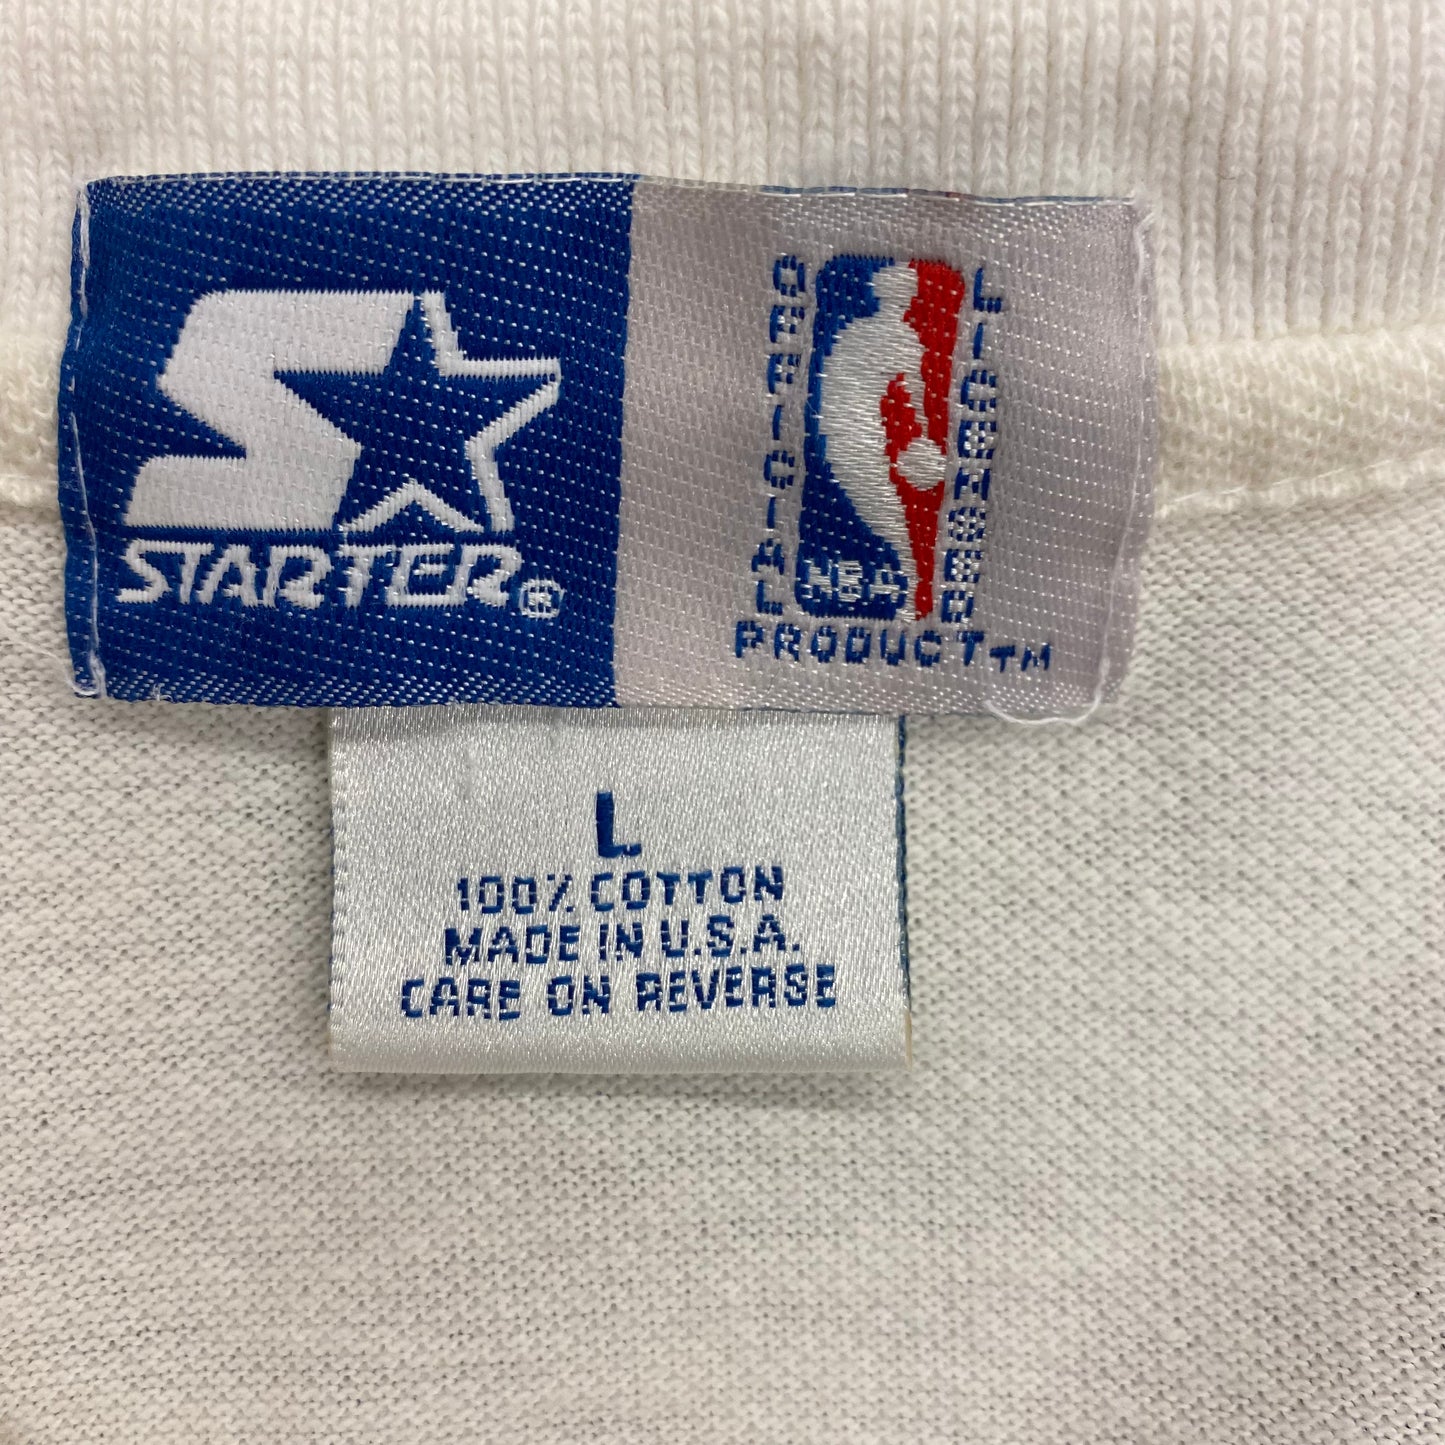 STARTER®
OFFICIAL
NBA
LICENSED
PRODUCT™
L
100% COTTON
MADE IN U.S.A.
CARE ON REVERSE